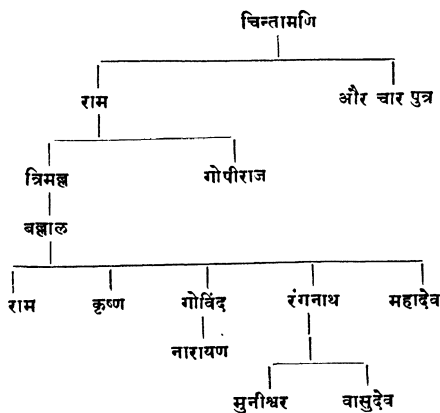 चिन्तामणि
राम और चार पुत्र
त्रिमल्ल गोपीराज
बल्लाल
राम कृष्ण गोविंद रंगनाथ महादेव
नारायण
मुनीश्वर वासुदेव